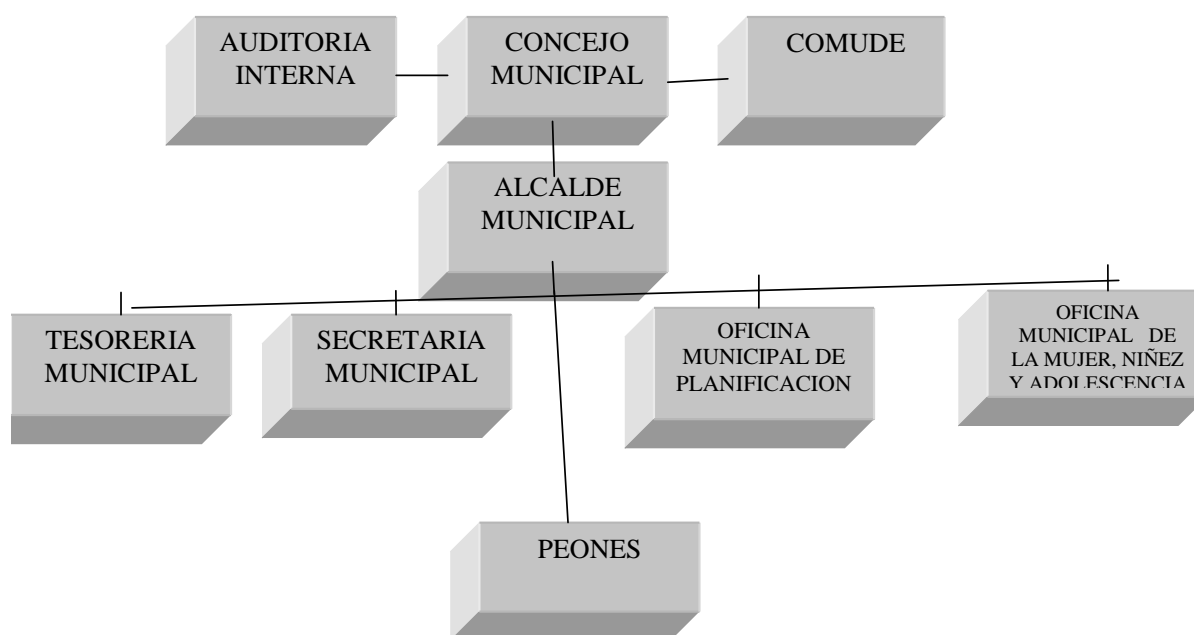 AUDITORIA
INTERNA
CONCEJO
MUNICIPAL
COMUDE
ALCALDE
MUNICIPAL
TESORERIA
MUNICIPAL
SECRETARIA
MUNICIPAL
OFICINA
MUNICIPAL DE
PLANIFICACION
OFICINA
MUNICIPAL DE
LA MUJER, NIÑEZ
Y ADOLESCENCIA
PEONES